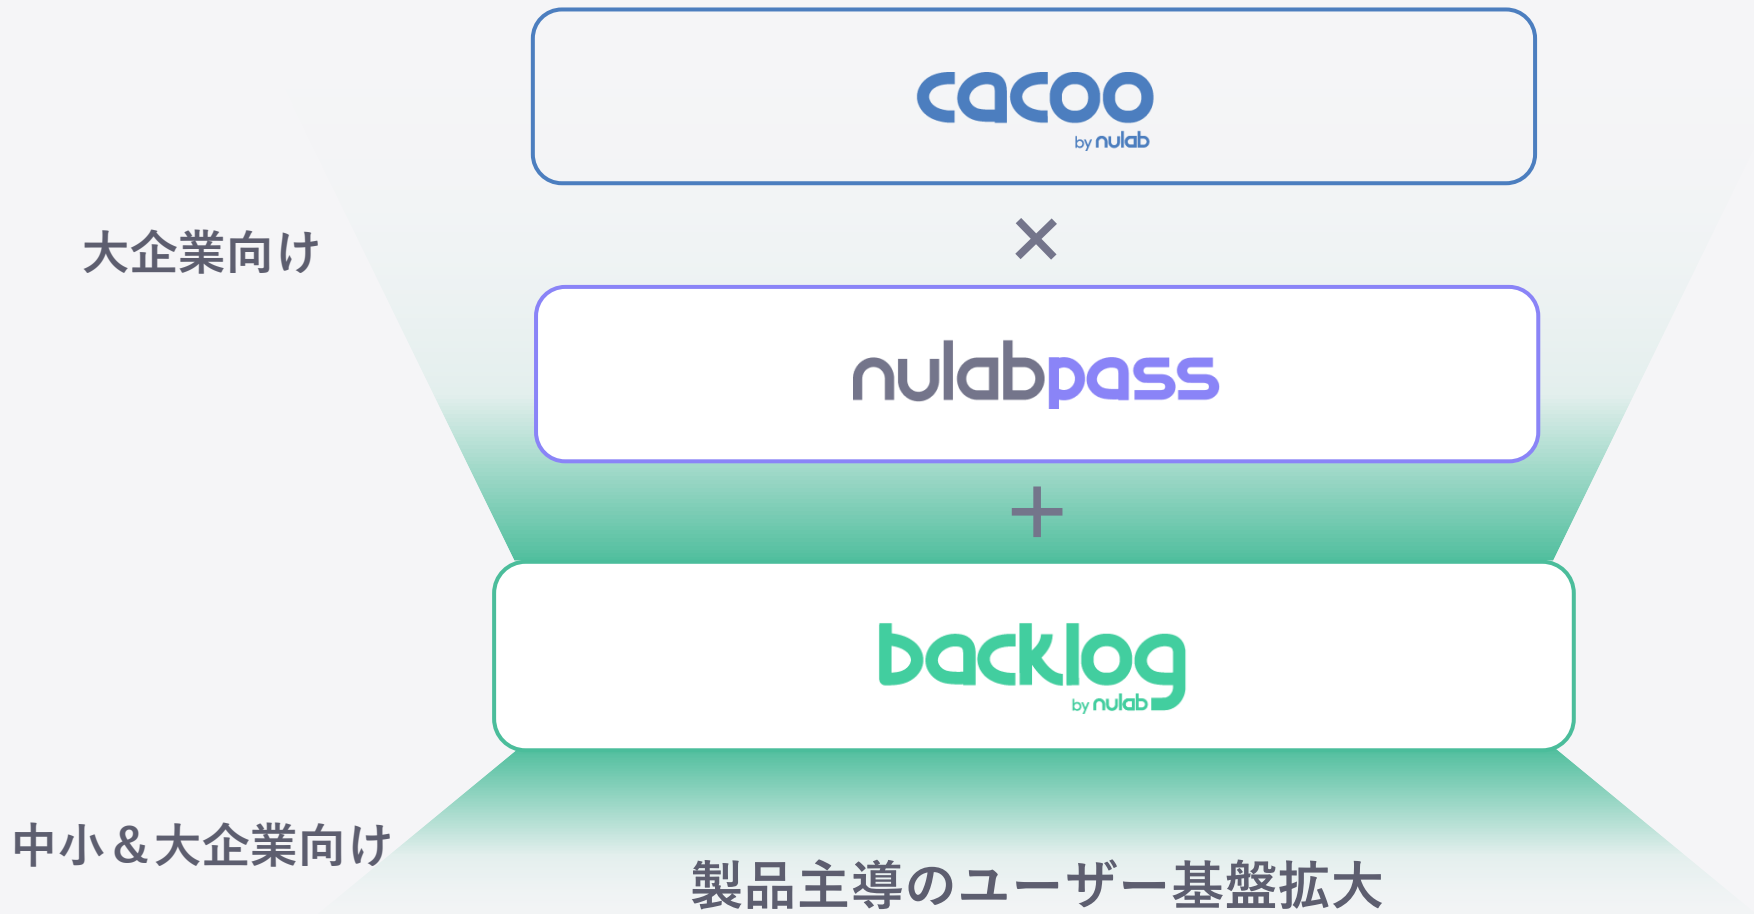 cacoo
by nulab
大企業向け
×
nulabpass
+
backlog
by nulab
中小＆大企業向け
製品主導のユーザー基盤拡大